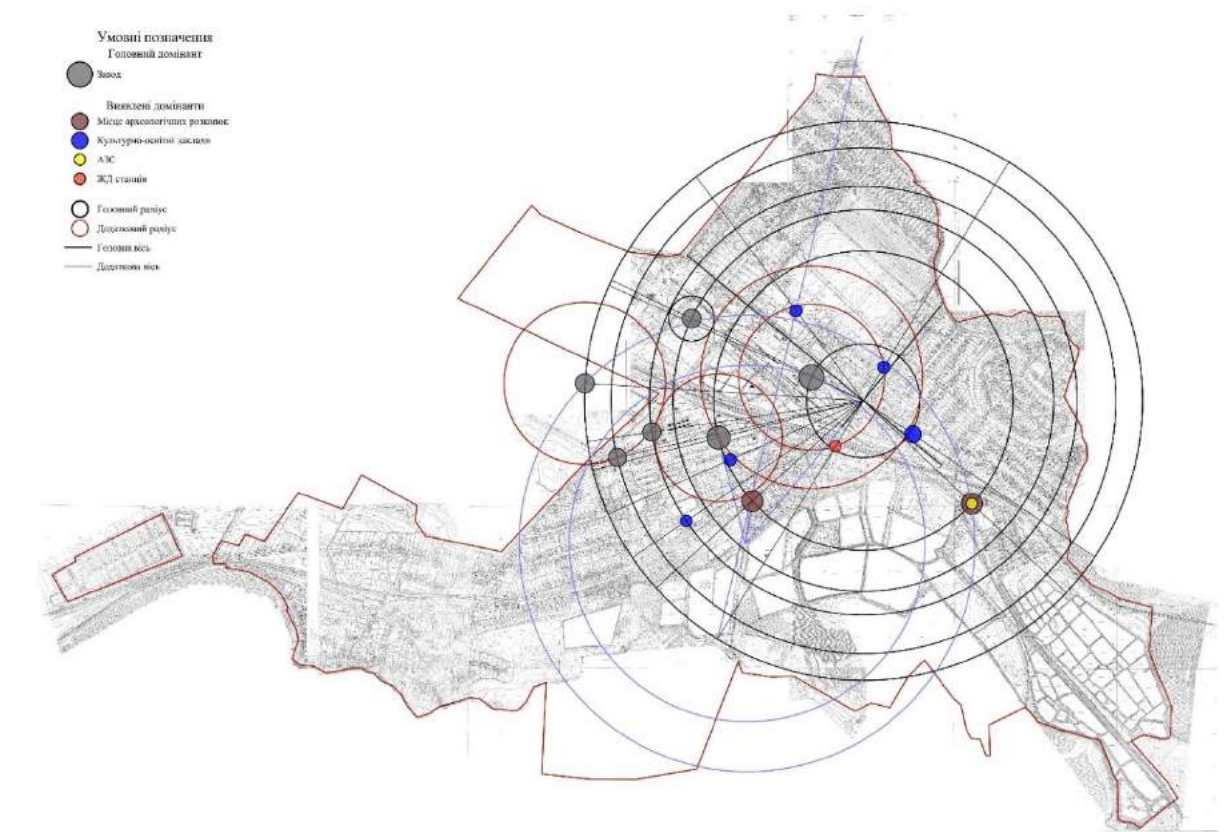 Умовні позначення
Головний домінант
Завод
Виявлені домінанти
Місце археологічних розкопок
Культурно-освітні заклади
АЗС
ЖД станція
Головний радіус
Додатковий радіус
Головна вісь
Додаткова вісь